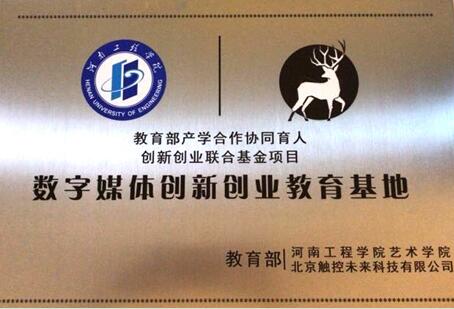 河南工程学院
HENAN UNIVERSITY OF ENGINEERING
教育部产学合作协同育人
创新创业联合基金项目
数字媒体创新创业教育基地
教育部
河南工程学院艺术学院
北京触控未来科技有限公司